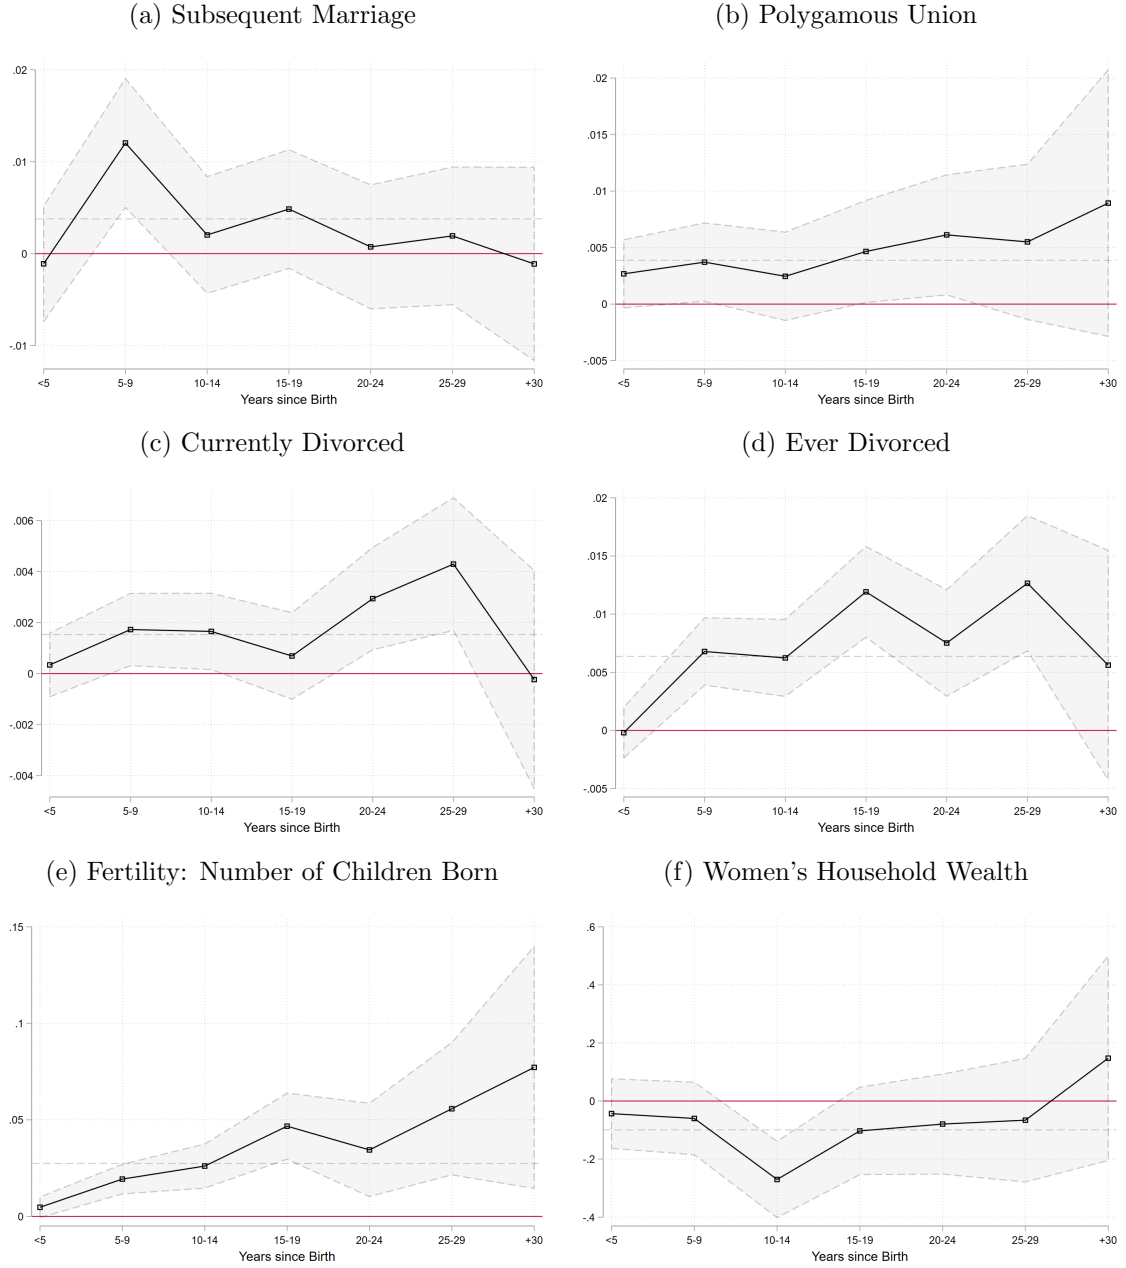 (a) Subsequent Marriage
.02
.01
0
-.01
<5 5-9 10-14 15-19 20-24 25-29 +30
Years since Birth
(b) Polygamous Union
.02
.015
.01
.005
0
-.005
<5 5-9 10-14 15-19 20-24 25-29 +30
Years since Birth
(c) Currently Divorced
.006
.004
.002
0
-.002
-.004
<5 5-9 10-14 15-19 20-24 25-29 +30
Years since Birth
(d) Ever Divorced
.02
.015
.01
.005
0
-.005
<5 5-9 10-14 15-19 20-24 25-29 +30
Years since Birth
(e) Fertility: Number of Children Born
.15
.1
.05
0
<5 5-9 10-14 15-19 20-24 25-29 +30
Years since Birth
(f) Women's Household Wealth
.6
.4
.2
0
-.2
-.4
<5 5-9 10-14 15-19 20-24 25-29 +30
Years since Birth